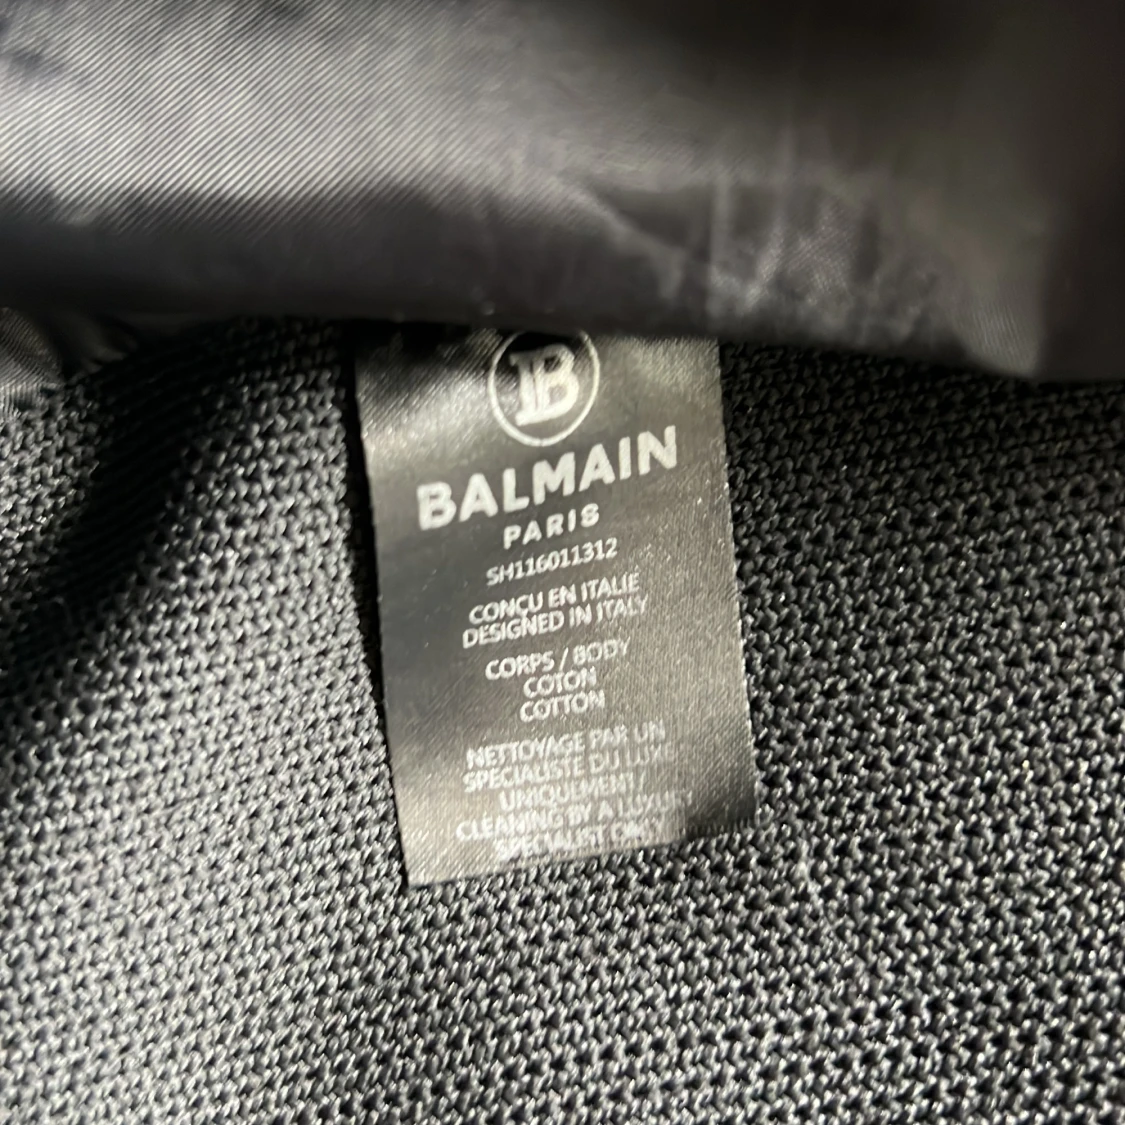 B
BALMAIN
PARIS
SH116011312
CONÇU EN ITALIE
DESIGNED IN ITALY
CORPS / BODY
COTON
COTTON
NETTOYAGE PAR UN
SPECIALISTE DU LUXE
UNIQUEMENT/
CLEANING BY A LUXURY
SPECIALIST ONLY